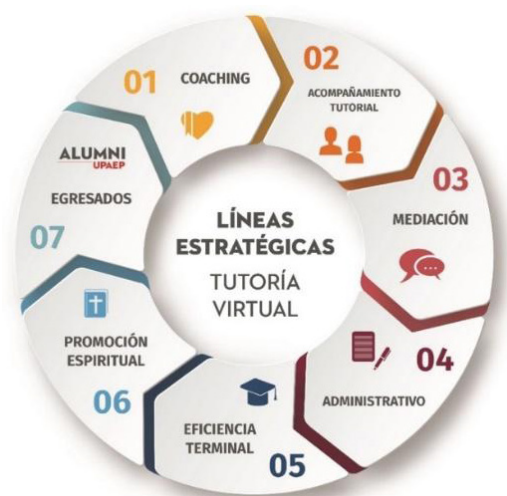 LÍNEAS
ESTRATÉGICAS
TUTORÍA
VIRTUAL
01
COACHING
02
ACOMPAÑAMIENTO
TUTORIAL
03
MEDIACIÓN
04
ADMINISTRATIVO
EFICIENCIA
TERMINAL
05
PROMOCIÓN
ESPIRITUAL
06
ALUMNI
UPAEP
EGRESADOS
07